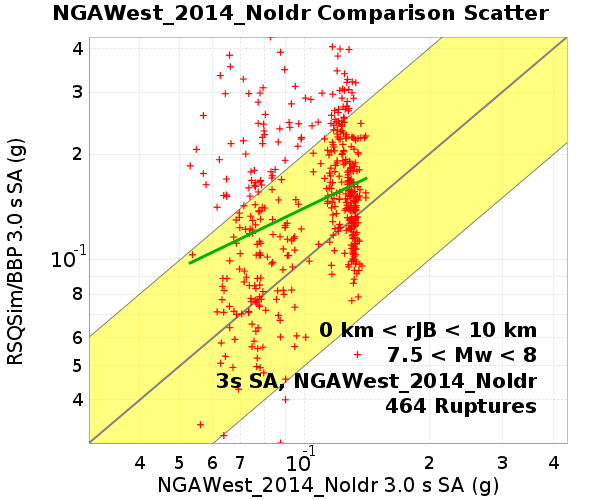 NGAWest_2014_NoIdr Comparison Scatter
RSQSim/BBP 3.0 s SA (g)
4
3
2
10^-1
8
6
5
4
0 km < rJB < 10 km
7.5 < Mw < 8
3s SA, NGAWest_2014_NoIdr
464 Ruptures
4 5 6 7 10^-1 2 3 4
NGAWest_2014_NoIdr 3.0 s SA (g)